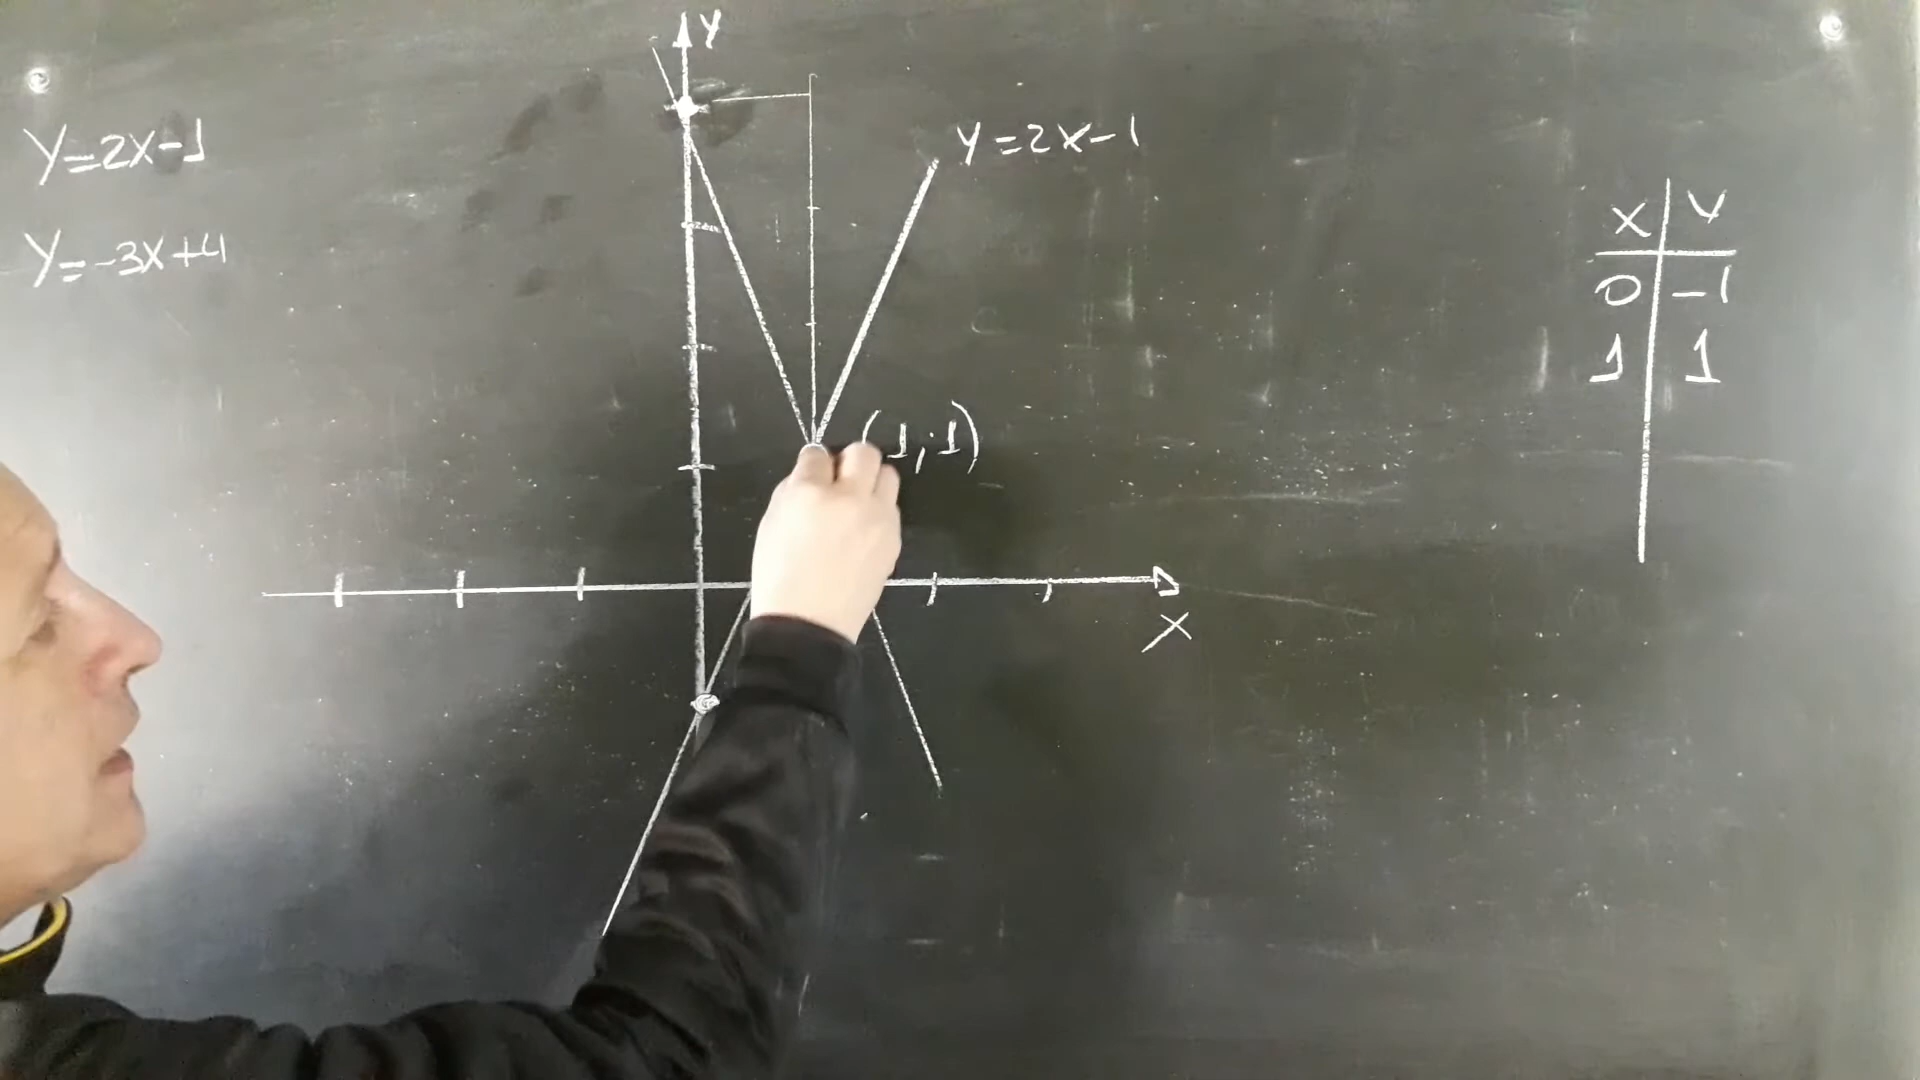 Y
Y=2X-1
Y=2X-1
Y=-3X+4
X Y
0 -1
1 1
(1;1)
X